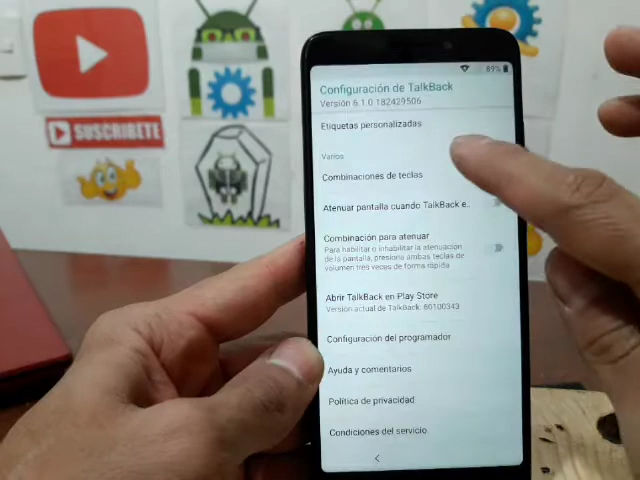 SUSCRIBETE
89%
Configuración de TalkBack
Versión 6.1.0.182429506
Etiquetas personalizadas
Varios
Combinaciones de teclas
Atenuar pantalla cuando TalkBack e..
Combinación para atenuar
Para habilitar o inhabilitar la atenuación
de la pantalla, presiona ambas teclas de
volumen tres veces de forma rápida
Abrir TalkBack en Play Store
Versión actual de TalkBack: 60100343
Configuración del programador
Ayuda y comentarios
Política de privacidad
Condiciones del servicio